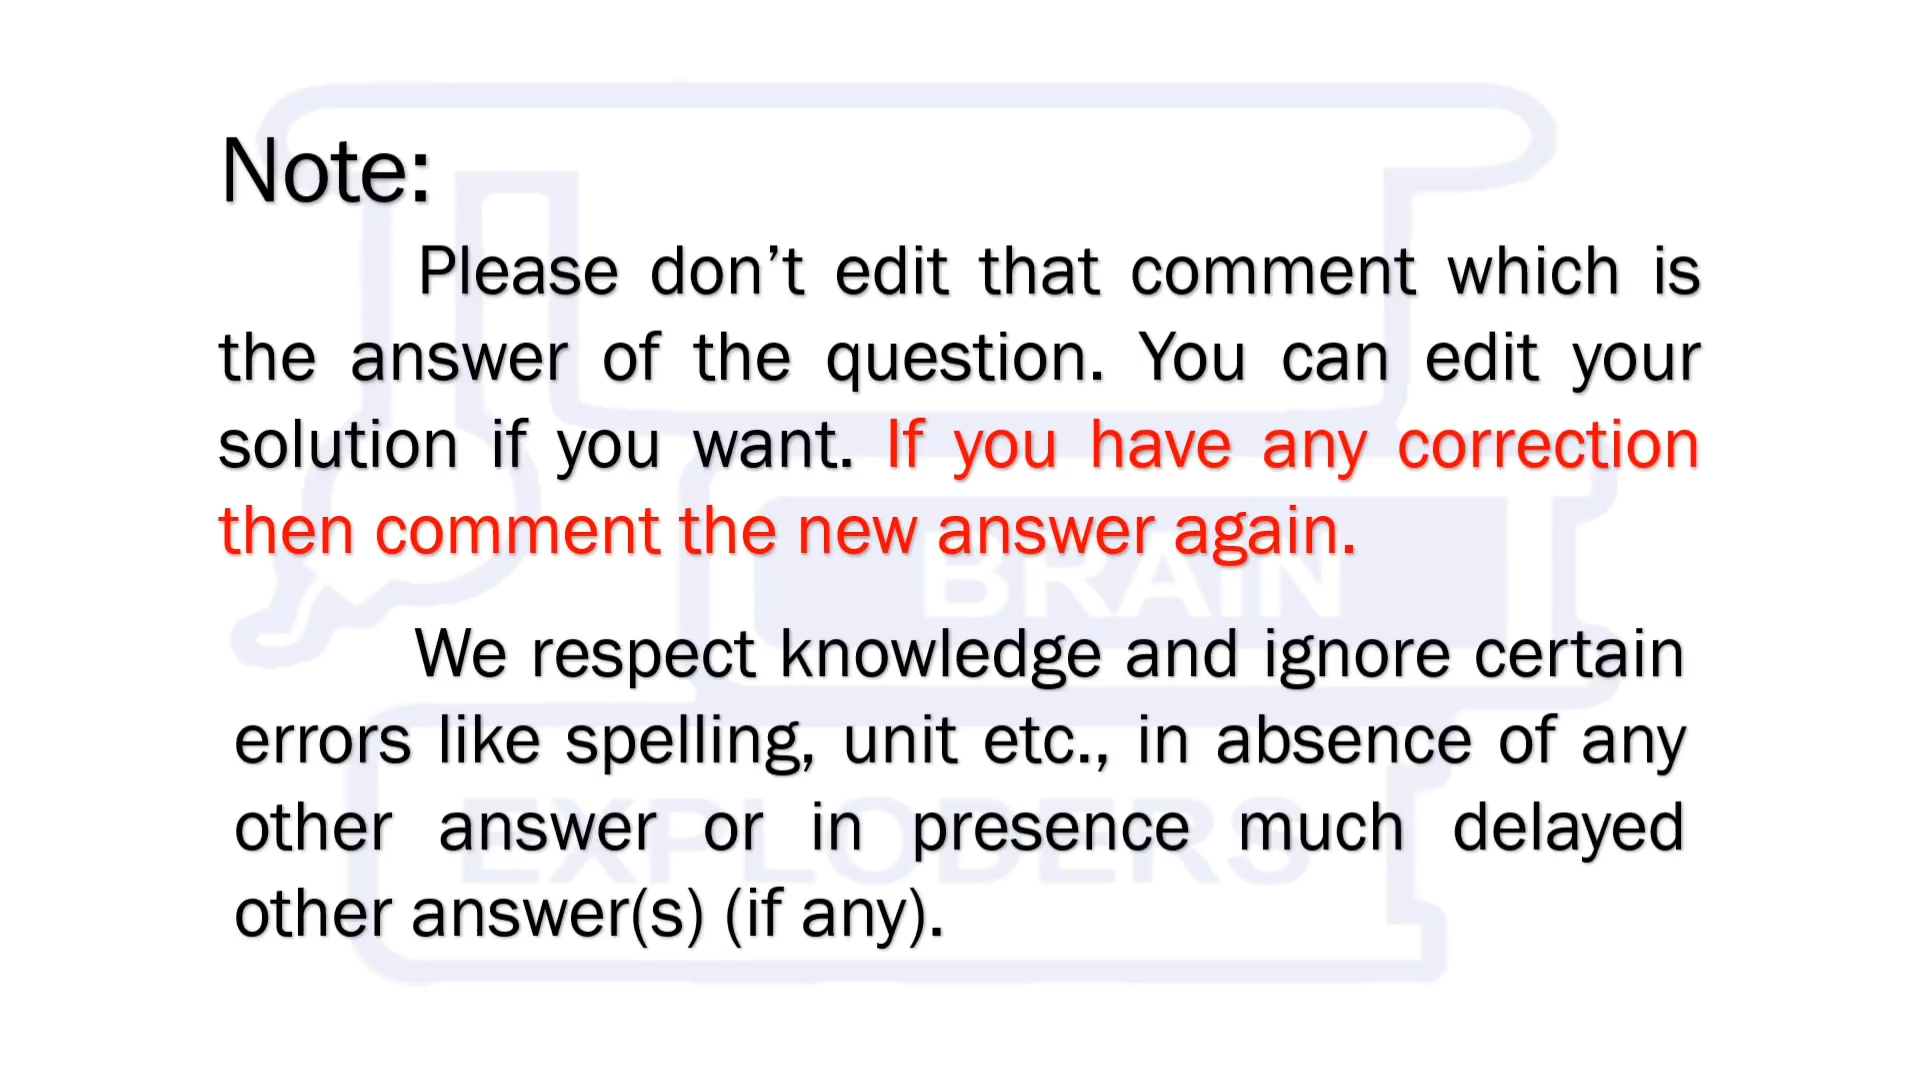 Note:
Please don’t edit that comment which is
the answer of the question. You can edit your
solution if you want. If you have any correction
then comment the new answer again.
BRAIN
We respect knowledge and ignore certain
errors like spelling, unit etc., in absence of any
other answer or in presence much delayed
EXPLODERS
other answer(s) (if any).